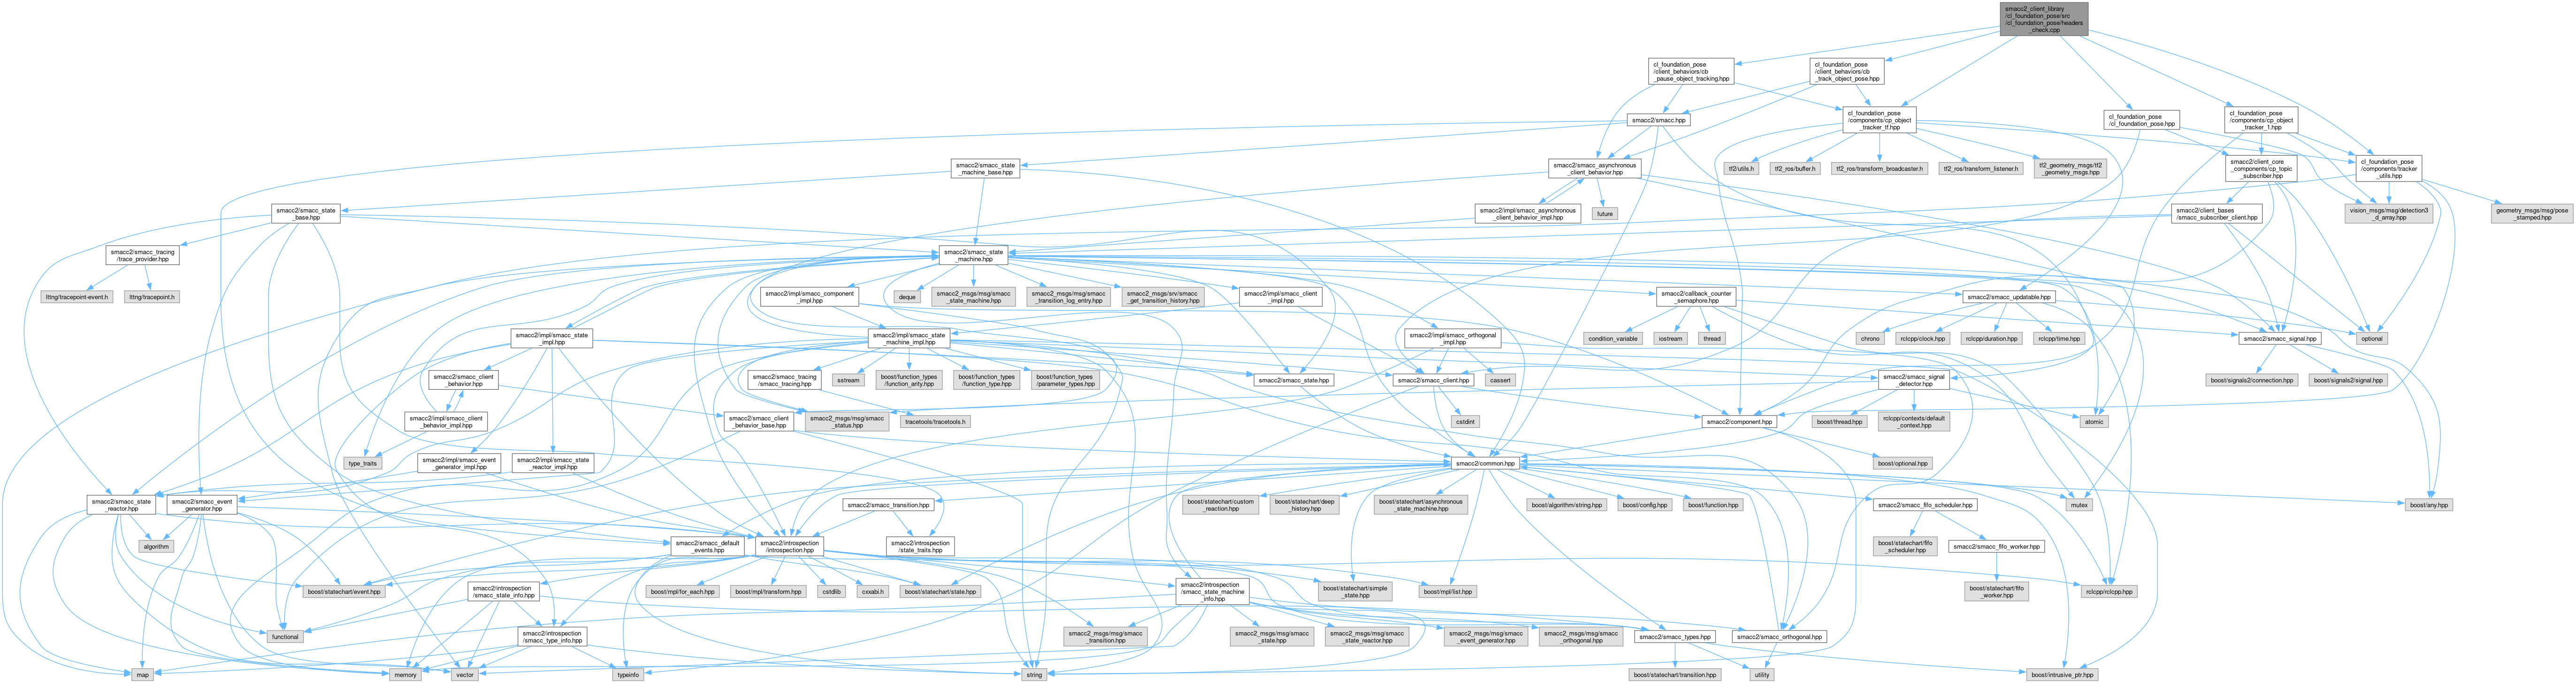 smacc2_client_library
/cl_foundation_pose/src
/cl_foundation_pose/headers
_check.cpp
cl_foundation_pose
/client_behaviors/cb
_pause_object_tracking.hpp
cl_foundation_pose
/client_behaviors/cb
_track_object_pose.hpp
smacc2/smacc.hpp
cl_foundation_pose
/components/cp_object
_tracker_tf.hpp
cl_foundation_pose
/cl_foundation_pose.hpp
cl_foundation_pose
/components/cp_object
_tracker_1.hpp
smacc2/smacc_state
_machine_base.hpp
smacc2/smacc_asynchronous
_client_behavior.hpp
tf2/utils.h
tf2_ros/buffer.h
tf2_ros/transform_broadcaster.h
tf2_ros/transform_listener.h
tf2_geometry_msgs/tf2
_geometry_msgs.hpp
smacc2/client_core
_components/cp_topic
_subscriber.hpp
cl_foundation_pose
/components/tracker
_utils.hpp
smacc2/smacc_state
_base.hpp
smacc2/impl/smacc_asynchronous
_client_behavior_impl.hpp
future
smacc2/client_bases
/smacc_subscriber_client.hpp
vision_msgs/msg/detection3
_d_array.hpp
geometry_msgs/msg/pose
_stamped.hpp
smacc2/smacc_tracing
/trace_provider.hpp
smacc2/smacc_state
_machine.hpp
lttng/tracepoint-event.h
lttng/tracepoint.h
smacc2/impl/smacc_component
_impl.hpp
deque
smacc2_msgs/msg/smacc
_state_machine.hpp
smacc2_msgs/msg/smacc
_transition_log_entry.hpp
smacc2_msgs/srv/smacc
_get_transition_history.hpp
smacc2/impl/smacc_client
_impl.hpp
smacc2/callback_counter
_semaphore.hpp
smacc2/smacc_updatable.hpp
smacc2/impl/smacc_state
_impl.hpp
smacc2/impl/smacc_state
_machine_impl.hpp
smacc2/impl/smacc_orthogonal
_impl.hpp
condition_variable
iostream
thread
chrono
rclcpp/clock.hpp
rclcpp/duration.hpp
rclcpp/time.hpp
optional
smacc2/smacc_signal.hpp
smacc2/smacc_client
_behavior.hpp
smacc2/smacc_tracing
/smacc_tracing.hpp
sstream
boost/function_types
/function_arity.hpp
boost/function_types
/function_type.hpp
boost/function_types
/parameter_types.hpp
smacc2/smacc_state.hpp
smacc2/smacc_client.hpp
cassert
smacc2/smacc_signal
_detector.hpp
boost/signals2/connection.hpp
boost/signals2/signal.hpp
smacc2/impl/smacc_client
_behavior_impl.hpp
smacc2/smacc_client
_behavior_base.hpp
smacc2_msgs/msg/smacc
_status.hpp
tracetools/tracetools.h
cstdint
smacc2/component.hpp
boost/thread.hpp
rclcpp/contexts/default
_context.hpp
atomic
type_traits
smacc2/impl/smacc_event
_generator_impl.hpp
smacc2/impl/smacc_state
_reactor_impl.hpp
smacc2/common.hpp
boost/optional.hpp
smacc2/smacc_state
_reactor.hpp
smacc2/smacc_event
_generator.hpp
smacc2/smacc_transition.hpp
boost/statechart/custom
_reaction.hpp
boost/statechart/deep
_history.hpp
boost/statechart/asynchronous
_state_machine.hpp
boost/algorithm/string.hpp
boost/config.hpp
boost/function.hpp
smacc2/smacc_fifo_scheduler.hpp
mutex
boost/any.hpp
algorithm
smacc2/smacc_default
_events.hpp
smacc2/introspection
/introspection.hpp
smacc2/introspection
/state_traits.hpp
boost/statechart/fifo
_scheduler.hpp
smacc2/smacc_fifo_worker.hpp
boost/statechart/event.hpp
smacc2/introspection
/smacc_state_info.hpp
boost/mpl/for_each.hpp
boost/mpl/transform.hpp
cstdlib
cxxabi.h
boost/statechart/state.hpp
smacc2/introspection
/smacc_state_machine
_info.hpp
boost/statechart/simple
_state.hpp
boost/mpl/list.hpp
boost/statechart/fifo
_worker.hpp
rclcpp/rclcpp.hpp
functional
smacc2/introspection
/smacc_type_info.hpp
smacc2_msgs/msg/smacc
_transition.hpp
smacc2_msgs/msg/smacc
_state.hpp
smacc2_msgs/msg/smacc
_state_reactor.hpp
smacc2_msgs/msg/smacc
_event_generator.hpp
smacc2_msgs/msg/smacc
_orthogonal.hpp
smacc2/smacc_types.hpp
smacc2/smacc_orthogonal.hpp
map
memory
vector
typeinfo
string
boost/statechart/transition.hpp
utility
boost/intrusive_ptr.hpp